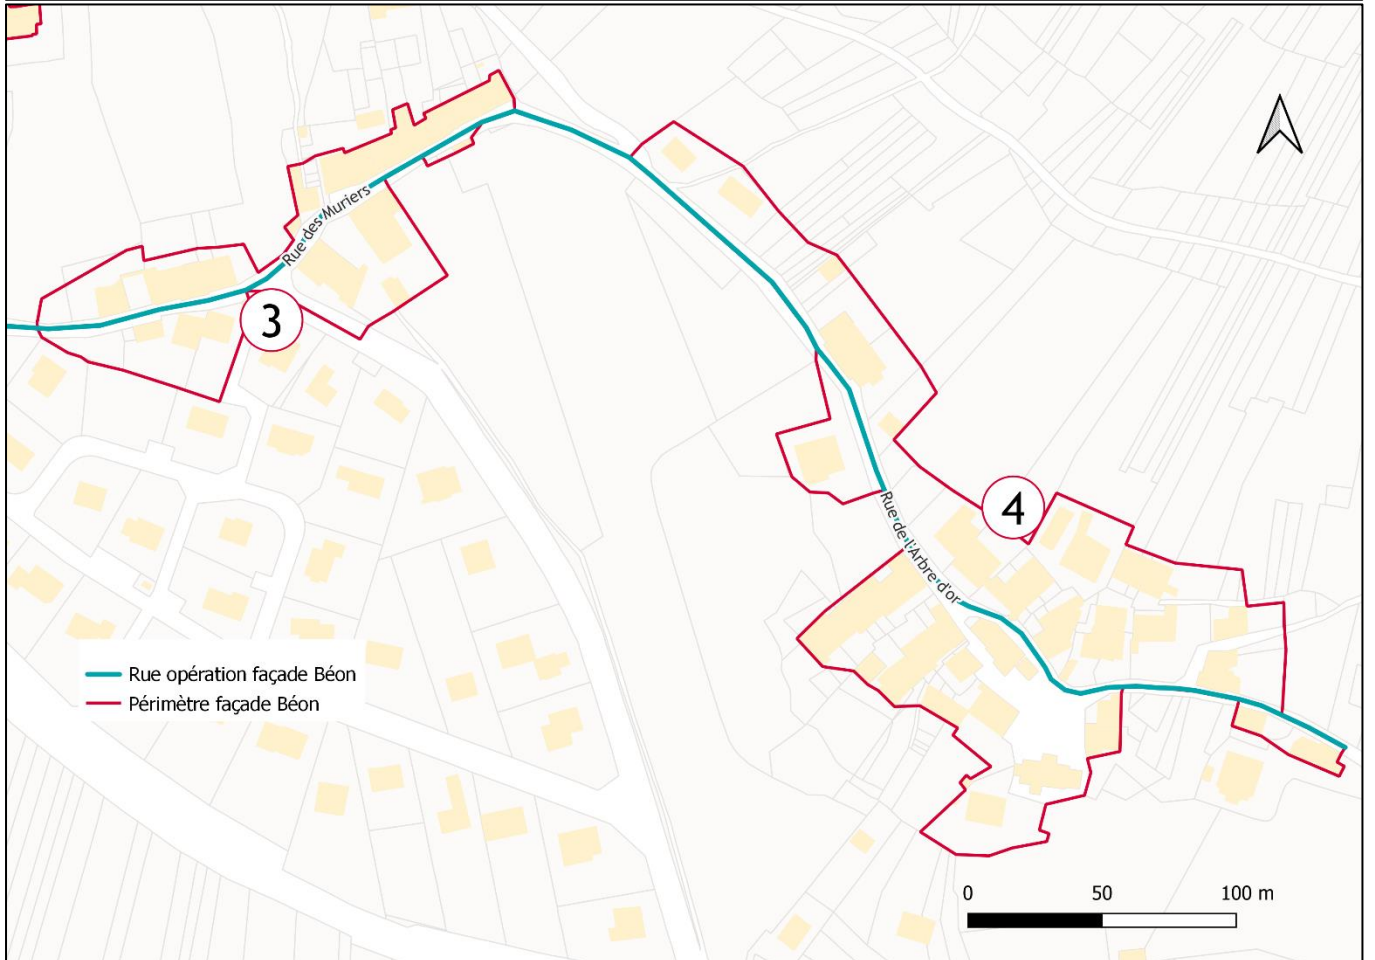 Rue des Muriers
3
4
Rue de l'Arbre d'or
Rue opération façade Béon
Périmètre façade Béon
0 50 100 m